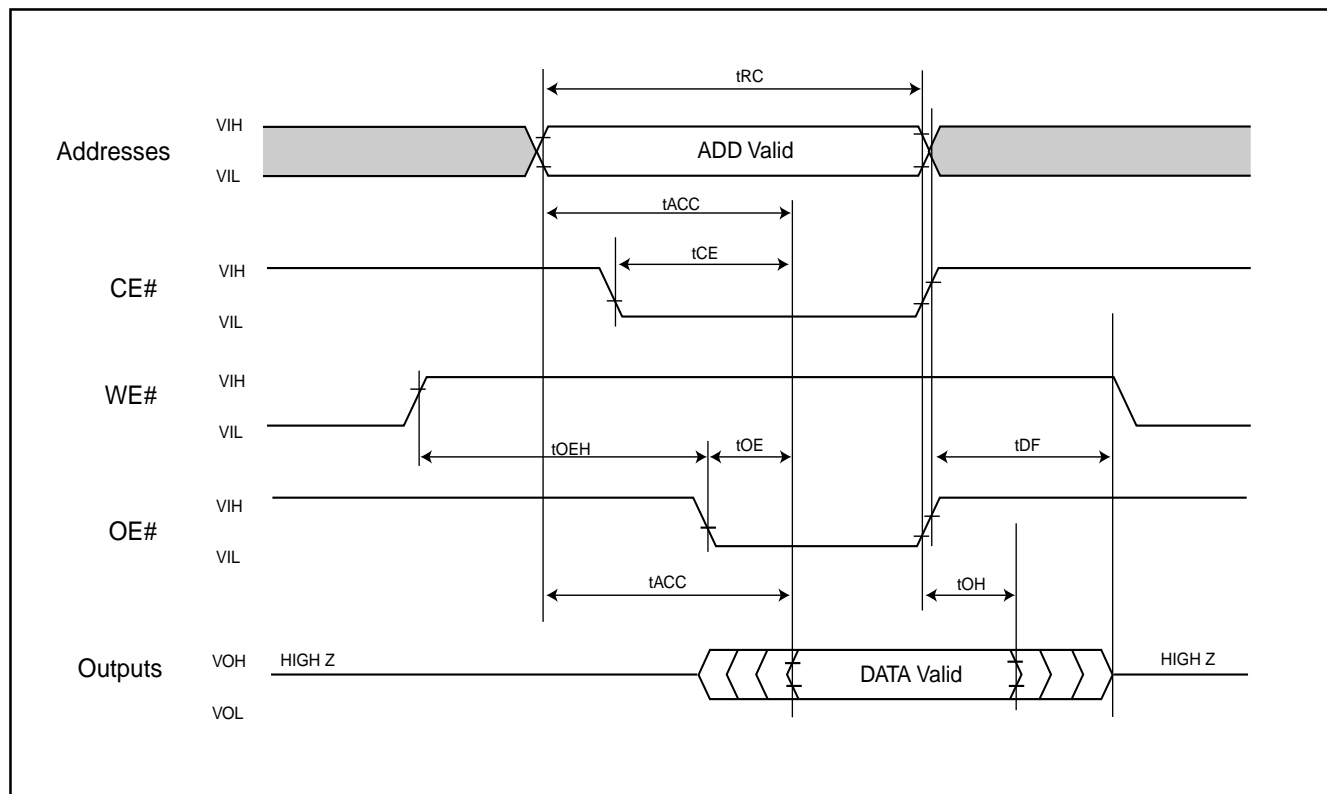 tRC
VIH
Addresses
ADD Valid
VIL
tACC
tCE
VIH
CE#
VIL
VIH
WE#
VIL
tOEH
tOE
tDF
VIH
OE#
VIL
tACC
tOH
VOH
HIGH Z
HIGH Z
Outputs
DATA Valid
VOL